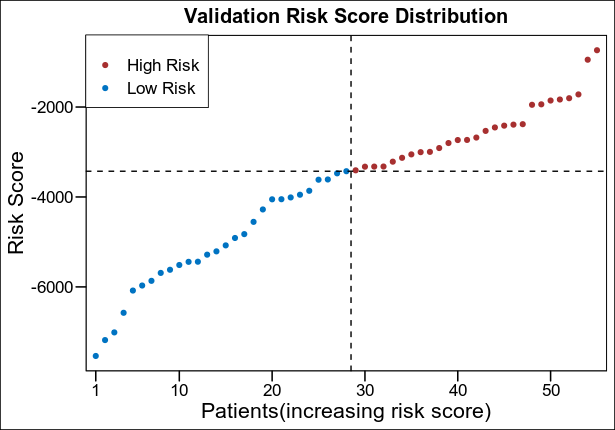 Validation Risk Score Distribution
High Risk
Low Risk
Risk Score
-2000
-4000
-6000
1 10 20 30 40 50
Patients(increasing risk score)